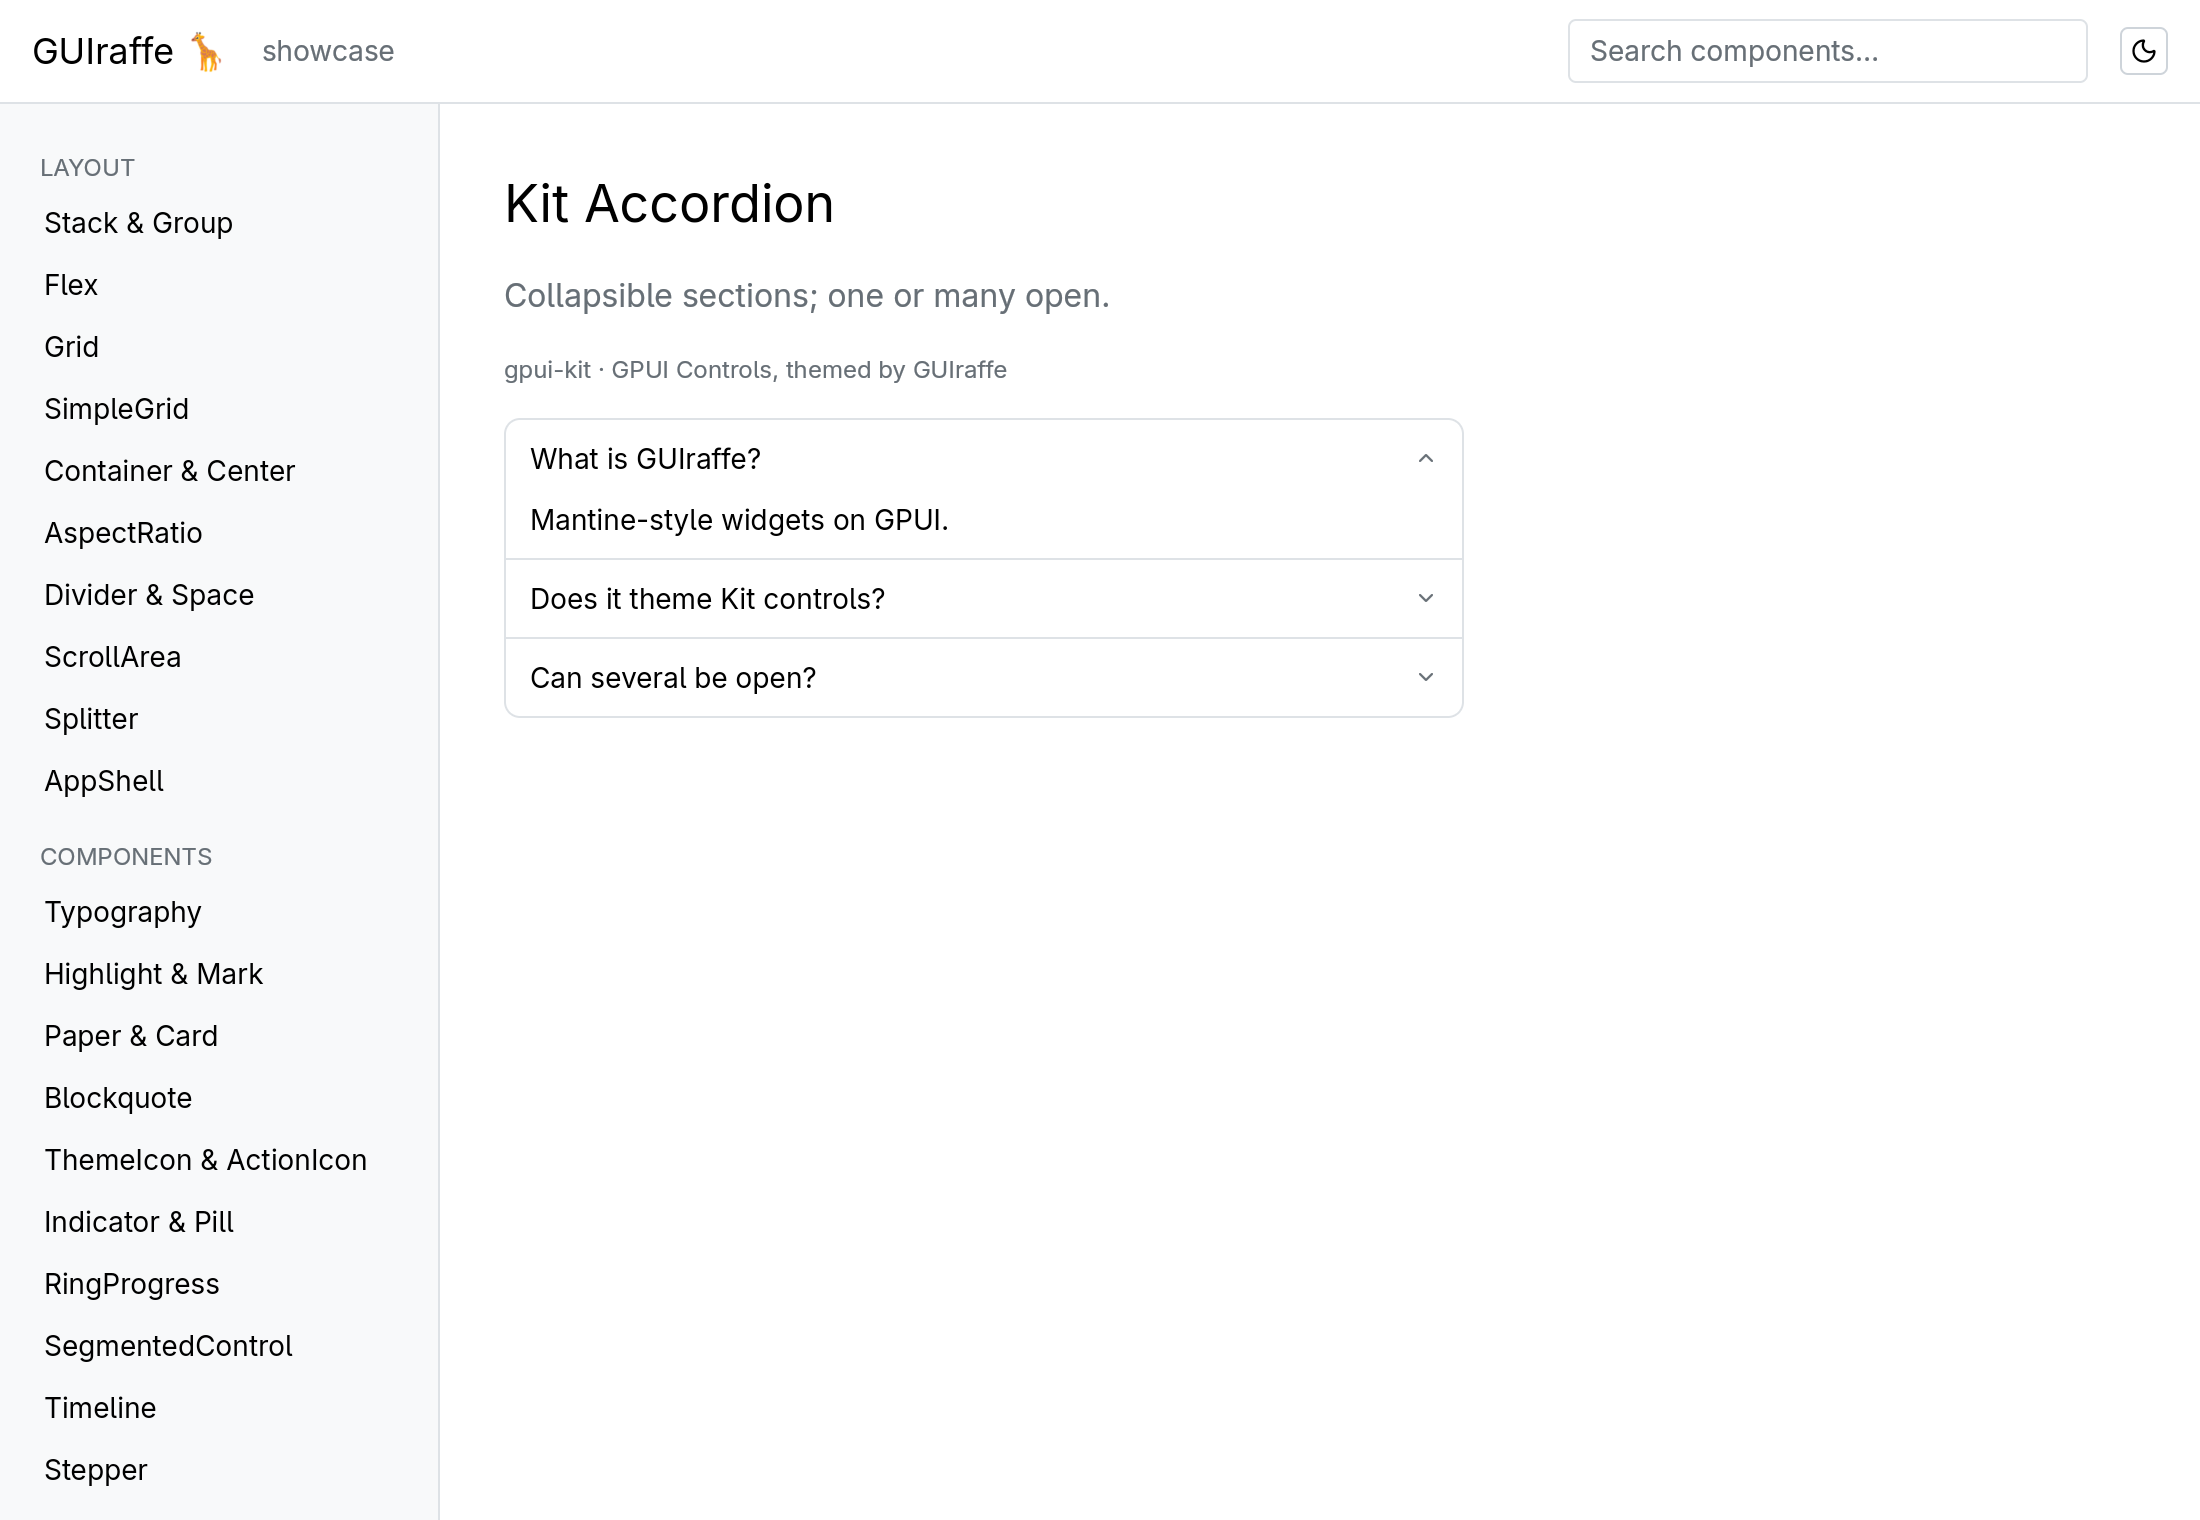 GUIraffe 🦒 showcase
Search components...
LAYOUT
Stack & Group
Flex
Grid
SimpleGrid
Container & Center
AspectRatio
Divider & Space
ScrollArea
Splitter
AppShell
COMPONENTS
Typography
Highlight & Mark
Paper & Card
Blockquote
ThemeIcon & ActionIcon
Indicator & Pill
RingProgress
SegmentedControl
Timeline
Stepper
Kit Accordion
Collapsible sections; one or many open.
gpui-kit · GPUI Controls, themed by GUIraffe
What is GUIraffe?
Mantine-style widgets on GPUI.
Does it theme Kit controls?
Can several be open?